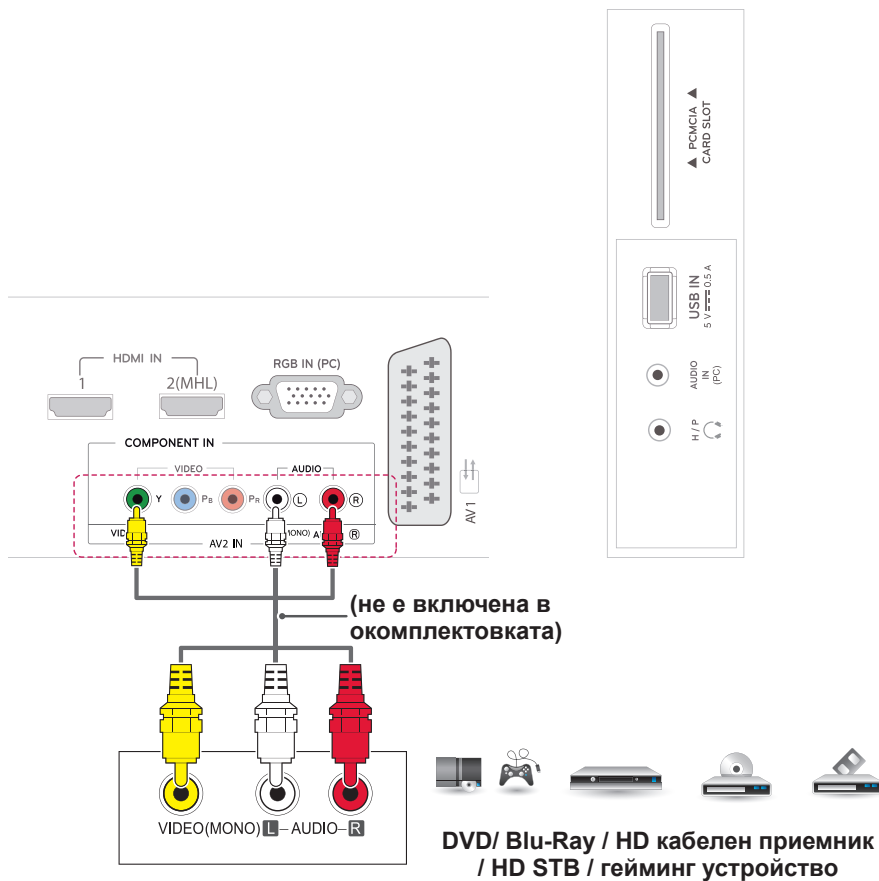 HDMI IN
1
2(MHL)
RGB IN (PC)
COMPONENT IN
VIDEO
AUDIO
Y
PB
PR
L
R
AV2 IN
R
AV 1
▲ PCMCIA ▲
CARD SLOT
USB IN
5 V 0.5 A
AUDIO
IN
(PC)
H / P
(не е включена в
окомплектовката)
VIDEO(MONO) L – AUDIO – R
DVD/ Blu-Ray / HD кабелен приемник
/ HD STB / гейминг устройство